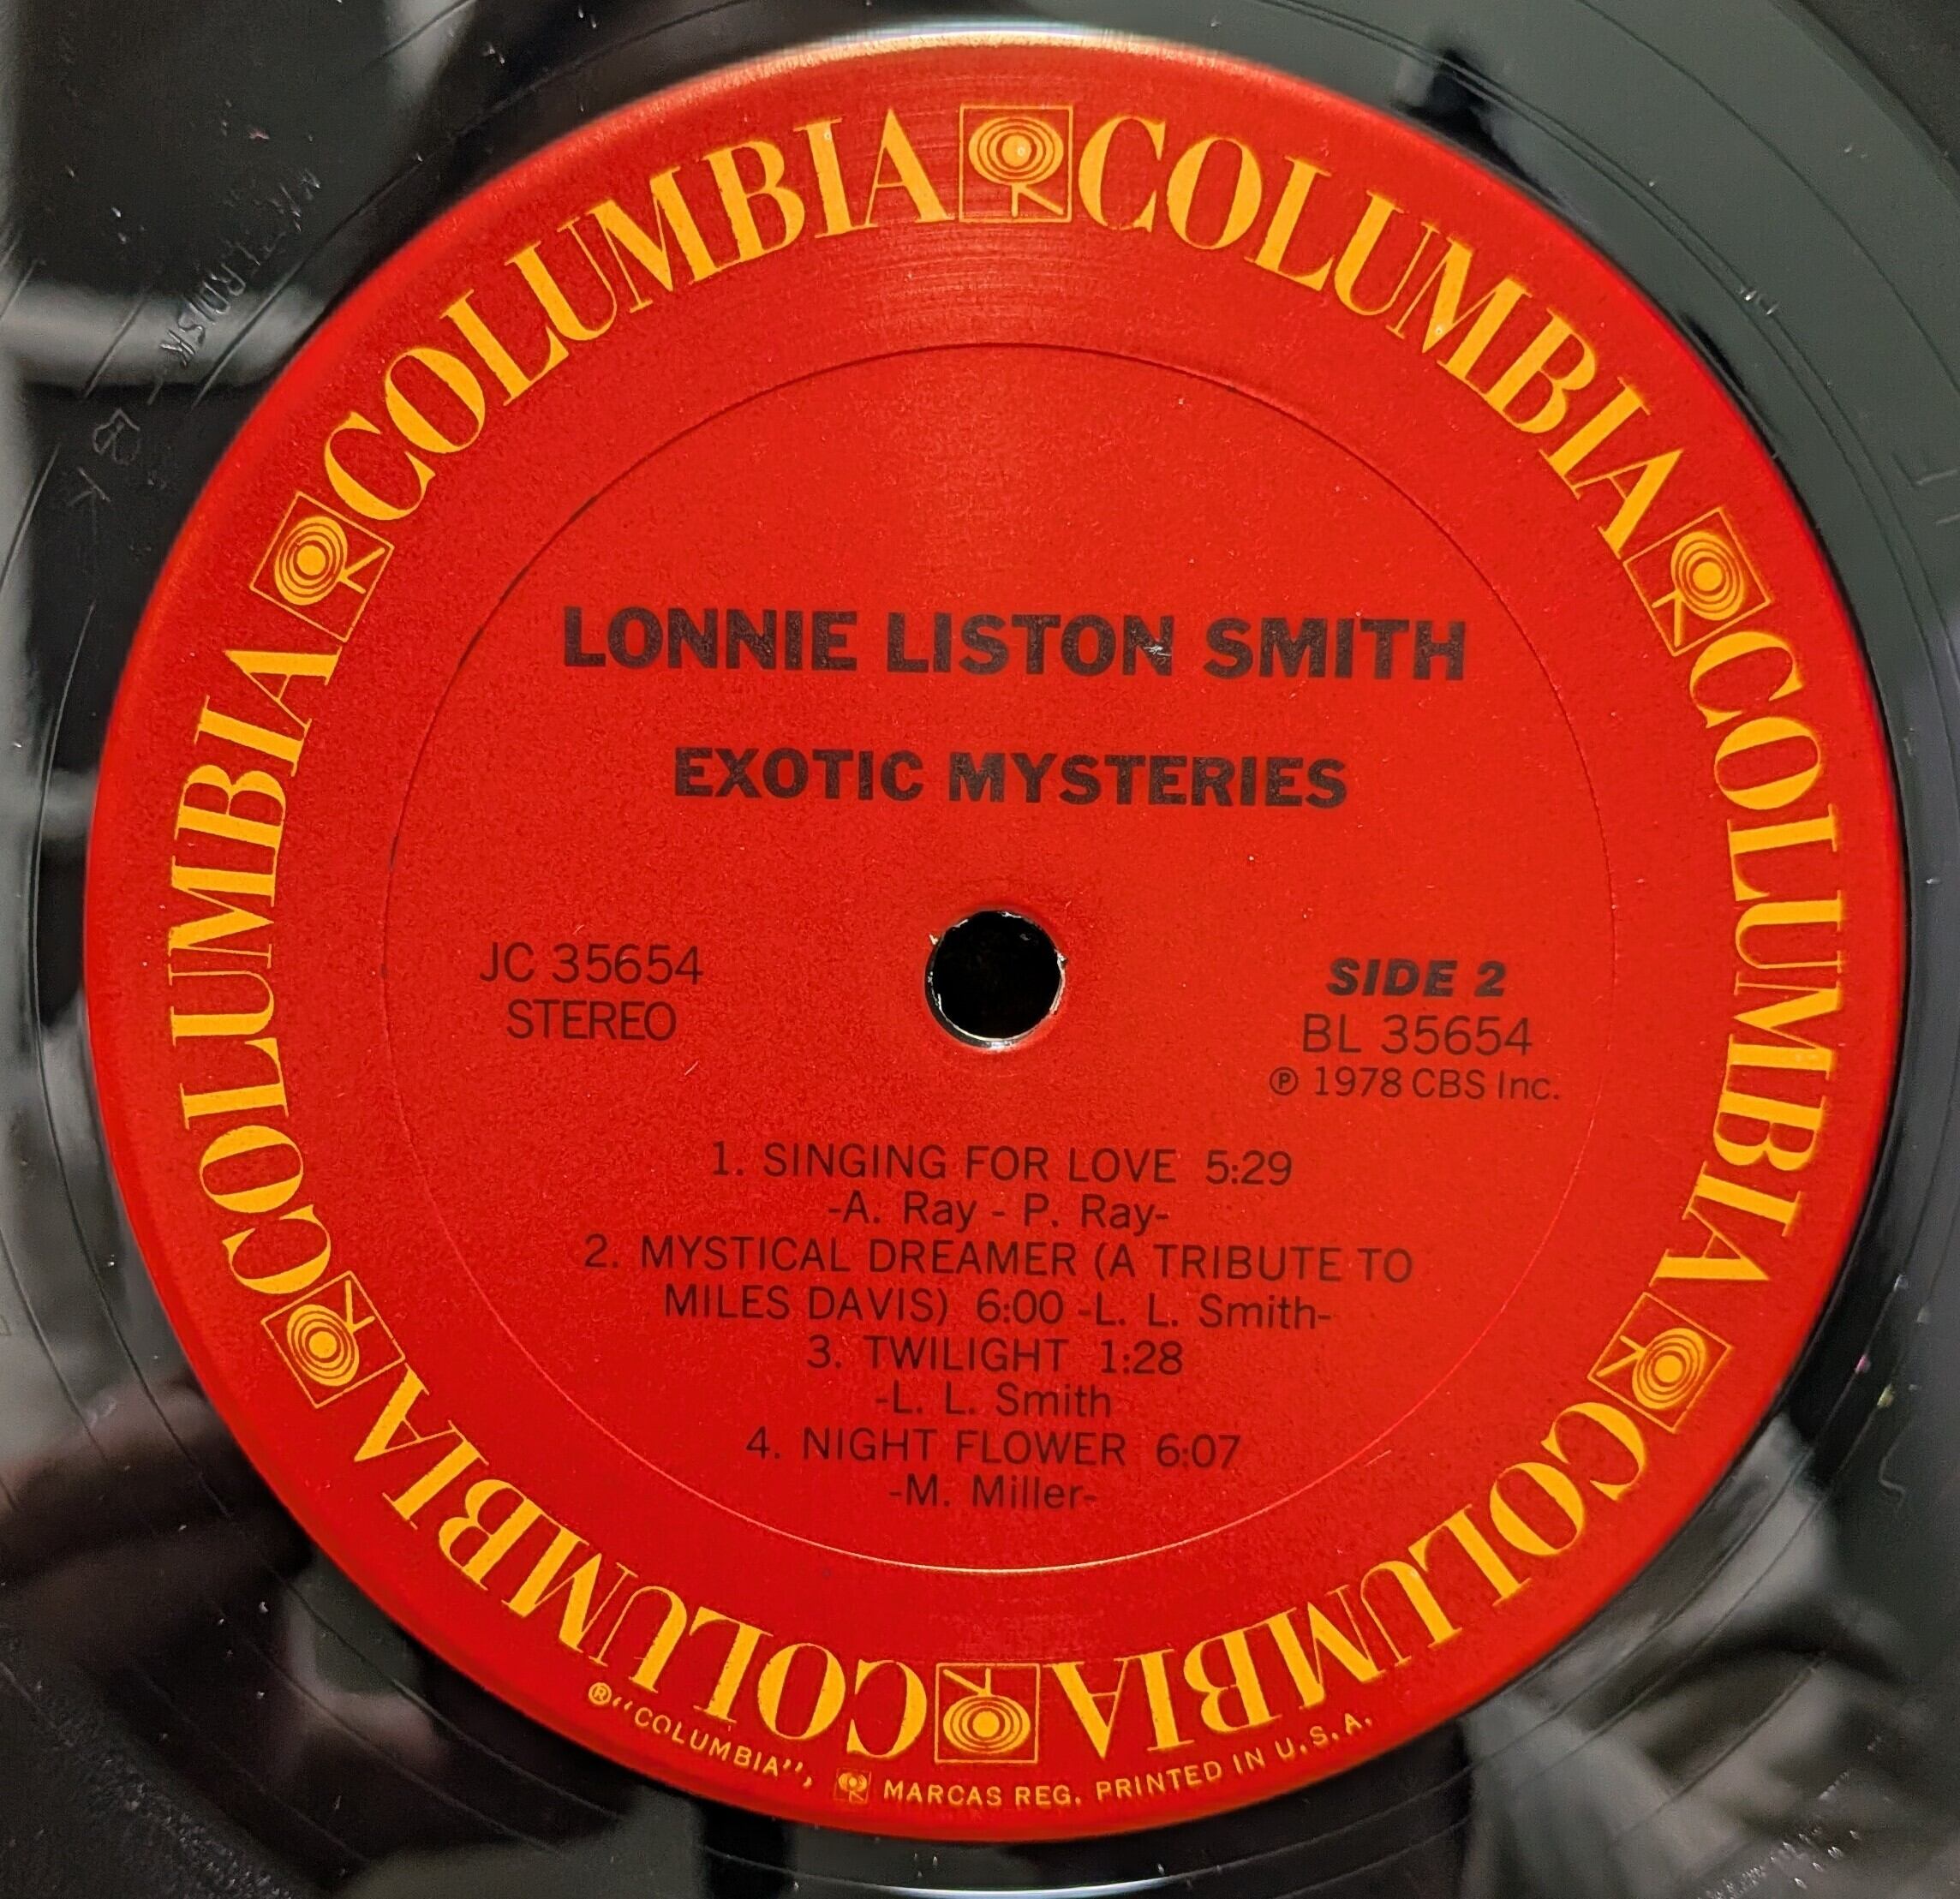 COLUMBIA COLUMBIA COLUMBIA COLUMBIA COLUMBIA COLUMBIA
LONNIE LISTON SMITH
EXOTIC MYSTERIES
JC 35654
STEREO
SIDE 2
BL 35654
℗ 1978 CBS Inc.
1. SINGING FOR LOVE 5:29
-A. Ray - P. Ray-
2. MYSTICAL DREAMER (A TRIBUTE TO
MILES DAVIS) 6:00 -L. L. Smith-
3. TWILIGHT 1:28
-L. L. Smith
4. NIGHT FLOWER 6:07
-M. Miller-
®"COLUMBIA", MARCAS REG. PRINTED IN U.S.A.